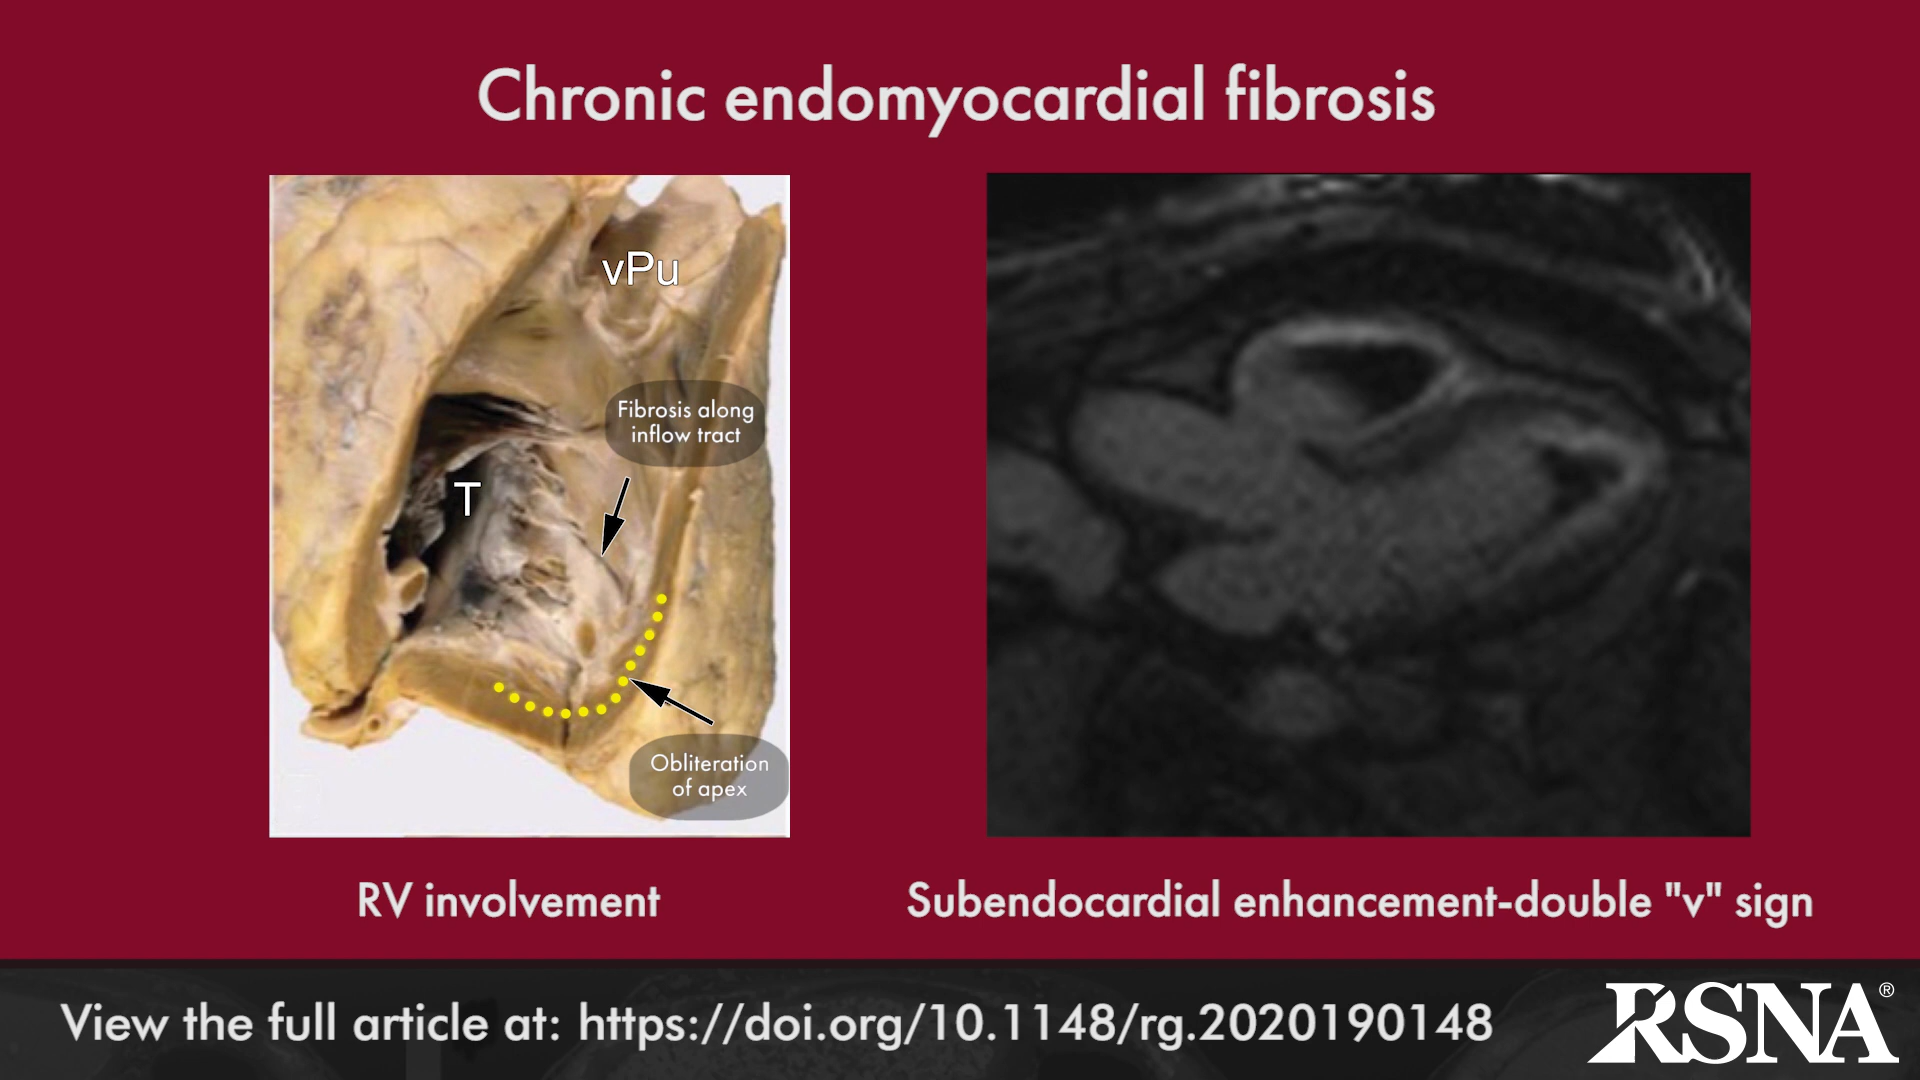 Chronic endomyocardial fibrosis
vPu
Fibrosis along
inflow tract
T
Obliteration
of apex
RV involvement
Subendocardial enhancement-double "v" sign
View the full article at: https://doi.org/10.1148/rg.2020190148
RSNA®